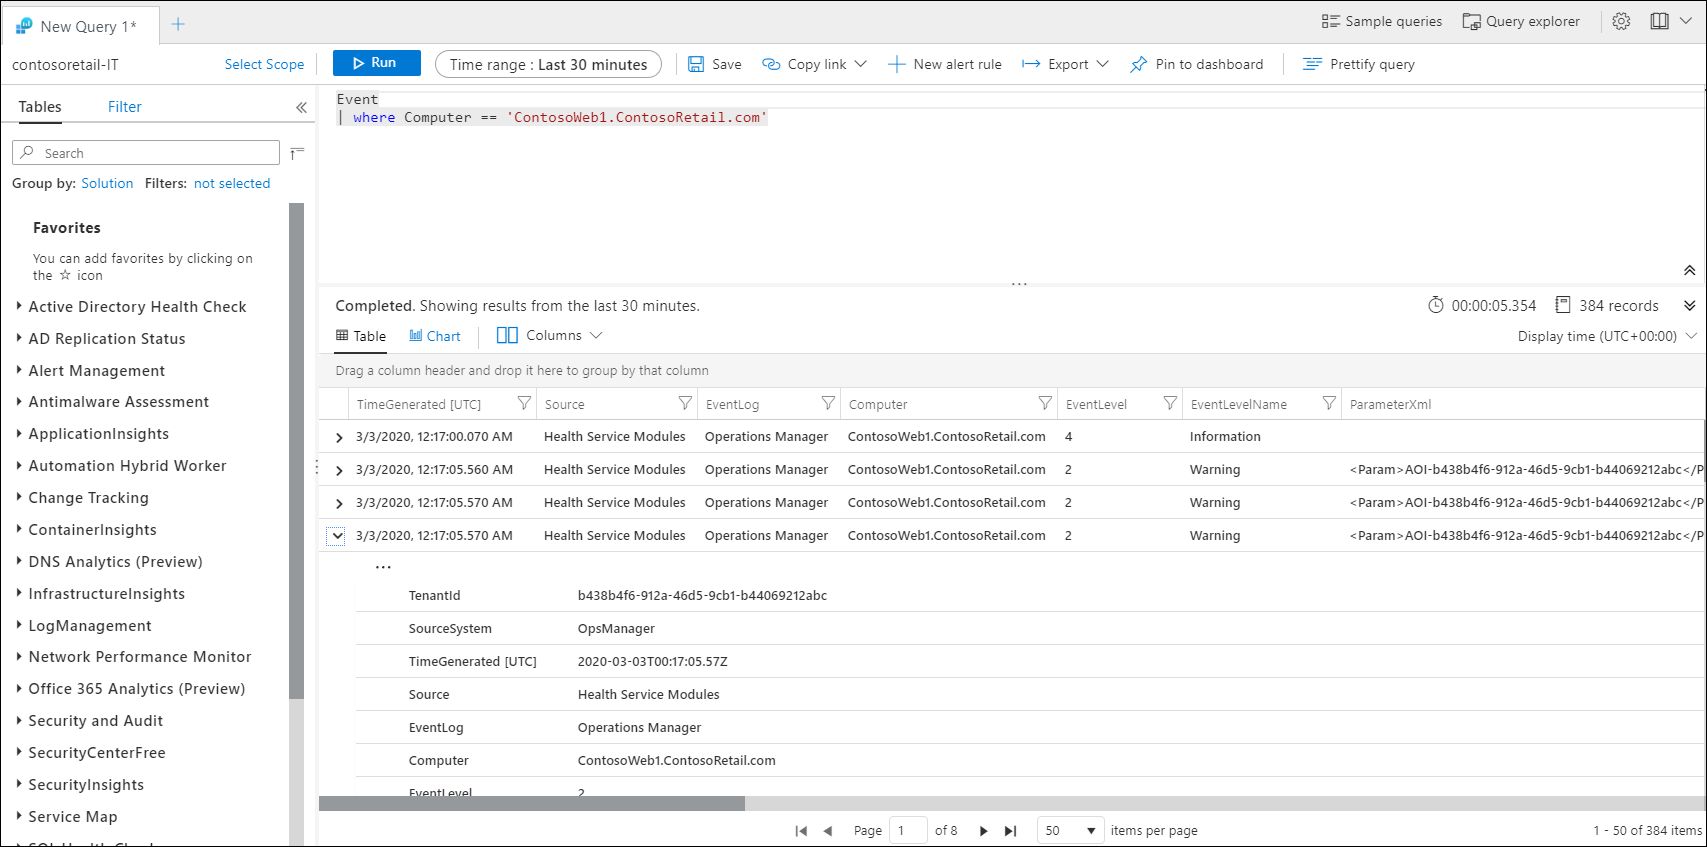 New Query 1*
Sample queries
Query explorer
contosoretail-IT
Select Scope
Run
Time range : Last 30 minutes
Save
Copy link
New alert rule
Export
Pin to dashboard
Prettify query
Tables
Filter
Search
Group by: Solution Filters: not selected
Favorites
You can add favorites by clicking on
the ☆ icon
Active Directory Health Check
AD Replication Status
Alert Management
Antimalware Assessment
ApplicationInsights
Automation Hybrid Worker
Change Tracking
ContainerInsights
DNS Analytics (Preview)
InfrastructureInsights
LogManagement
Network Performance Monitor
Office 365 Analytics (Preview)
Security and Audit
SecurityCenterFree
SecurityInsights
Service Map
Event
| where Computer == 'ContosoWeb1.ContosoRetail.com'
Completed. Showing results from the last 30 minutes.
00:00:05.354
384 records
Table
Chart
Columns
Display time (UTC+00:00)
Drag a column header and drop it here to group by that column
TimeGenerated [UTC] Source EventLog Computer EventLevel EventLevelName ParameterXml
3/3/2020, 12:17:00.070 AM Health Service Modules Operations Manager ContosoWeb1.ContosoRetail.com 4 Information
3/3/2020, 12:17:05.560 AM Health Service Modules Operations Manager ContosoWeb1.ContosoRetail.com 2 Warning <Param>AOI-b438b4f6-912a-46d5-9cb1-b44069212abc</P
3/3/2020, 12:17:05.570 AM Health Service Modules Operations Manager ContosoWeb1.ContosoRetail.com 2 Warning <Param>AOI-b438b4f6-912a-46d5-9cb1-b44069212abc</P
3/3/2020, 12:17:05.570 AM Health Service Modules Operations Manager ContosoWeb1.ContosoRetail.com 2 Warning <Param>AOI-b438b4f6-912a-46d5-9cb1-b44069212abc</P
...
TenantId b438b4f6-912a-46d5-9cb1-b44069212abc
SourceSystem OpsManager
TimeGenerated [UTC] 2020-03-03T00:17:05.57Z
Source Health Service Modules
EventLog Operations Manager
Computer ContosoWeb1.ContosoRetail.com
EventLevel 2
Page 1 of 8
50 items per page
1 - 50 of 384 items